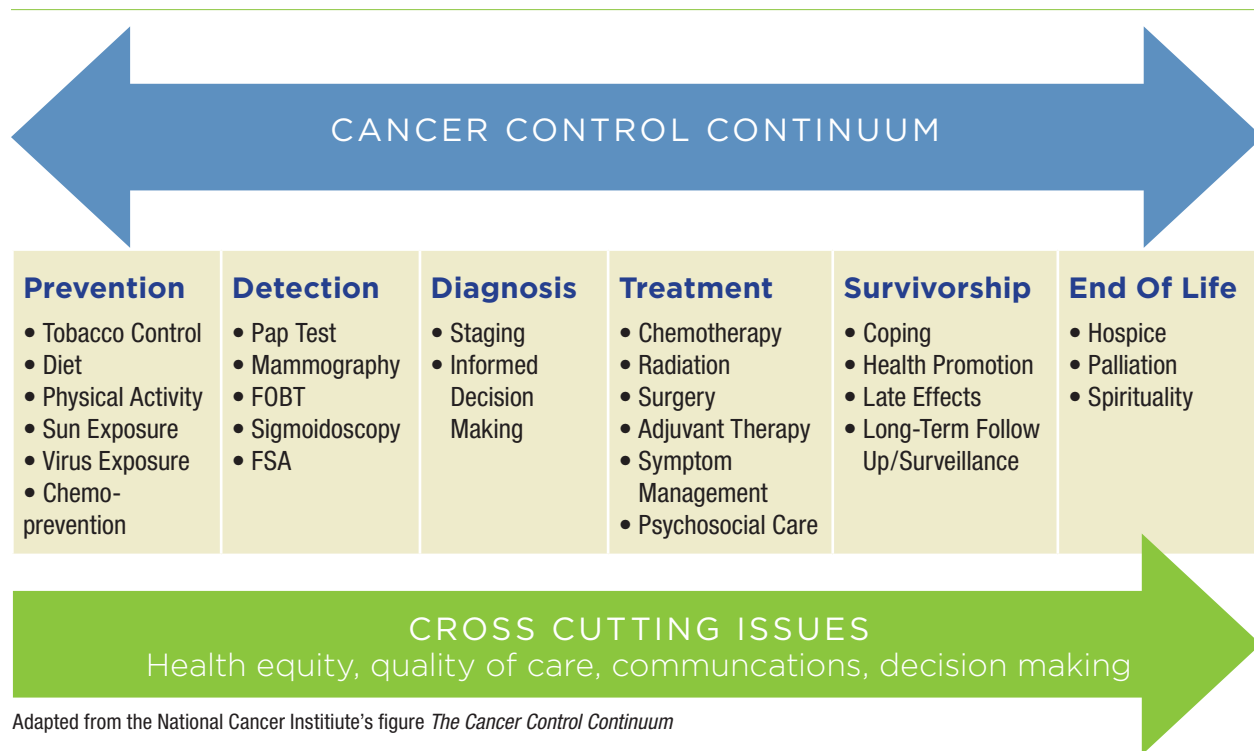 CANCER CONTROL CONTINUUM
Prevention
• Tobacco Control
• Diet
• Physical Activity
• Sun Exposure
• Virus Exposure
• Chemo-
prevention
Detection
• Pap Test
• Mammography
• FOBT
• Sigmoidoscopy
• FSA
Diagnosis
• Staging
• Informed
Decision
Making
Treatment
• Chemotherapy
• Radiation
• Surgery
• Adjuvant Therapy
• Symptom
Management
• Psychosocial Care
Survivorship
• Coping
• Health Promotion
• Late Effects
• Long-Term Follow
Up/Surveillance
End Of Life
• Hospice
• Palliation
• Spirituality
CROSS CUTTING ISSUES
Health equity, quality of care, communcations, decision making
Adapted from the National Cancer Institiute's figure The Cancer Control Continuum